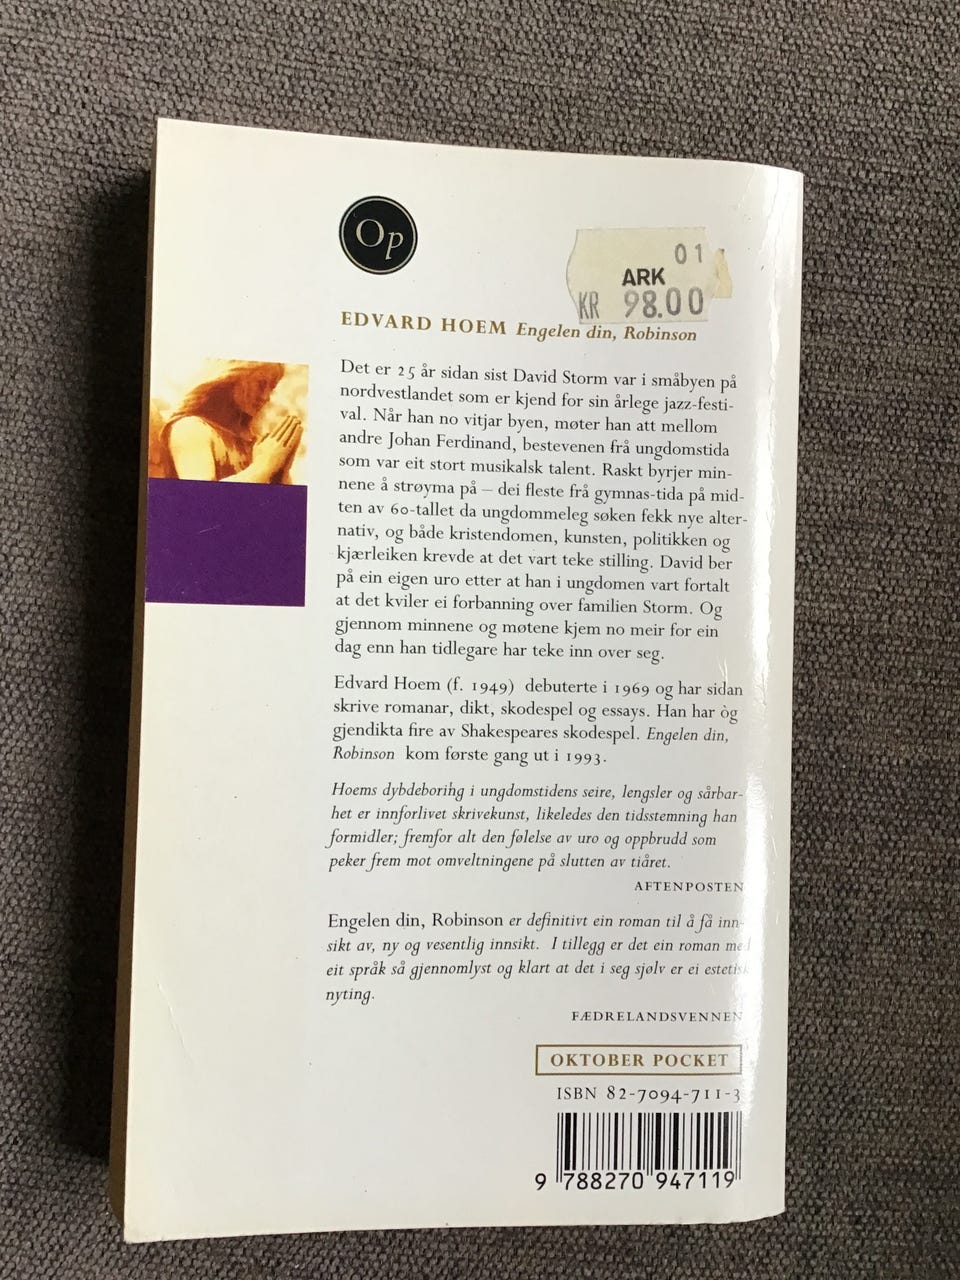 Op
01
ARK
KR 98.00
EDVARD HOEM Engelen din, Robinson
Det er 25 år sidan sist David Storm var i småbyen på
nordvestlandet som er kjend for sin årlege jazz-festi-
val. Når han no vitjar byen, møter han att mellom
andre Johan Ferdinand, bestevenen frå ungdomstida
som var eit stort musikalsk talent. Raskt byrjer min-
nene å strøyma på – dei fleste frå gymnas-tida på mid-
ten av 60-tallet da ungdommeleg søken fekk nye alter-
nativ, og både kristendomen, kunsten, politikken og
kjærleiken krevde at det vart teke stilling. David ber
på ein eigen uro etter at han i ungdomen vart fortalt
at det kviler ei forbanning over familien Storm. Og
gjennom minnene og møtene kjem no meir for ein
dag enn han tidlegare har teke inn over seg.
Edvard Hoem (f. 1949) debuterte i 1969 og har sidan
skrive romanar, dikt, skodespel og essays. Han har òg
gjendikta fire av Shakespeares skodespel. Engelen din,
Robinson kom første gang ut i 1993.
Hoems dybdeboring i ungdomstidens seire, lengsler og sårbar-
het er innforlivet skrivekunst, likeledes den tidsstemning han
formidler; fremfor alt den følelse av uro og oppbrudd som
peker frem mot omveltningene på slutten av tiåret.
AFTENPOSTEN
Engelen din, Robinson er definitivt ein roman til å få inn-
sikt av, ny og vesentlig innsikt. I tillegg er det ein roman med
eit språk så gjennomlyst og klart at det i seg sjølv er ei estetisk
nyting.
FÆDRELANDSVENNEN
OKTOBER POCKET
ISBN 82-7094-711-3
9 788270 947119